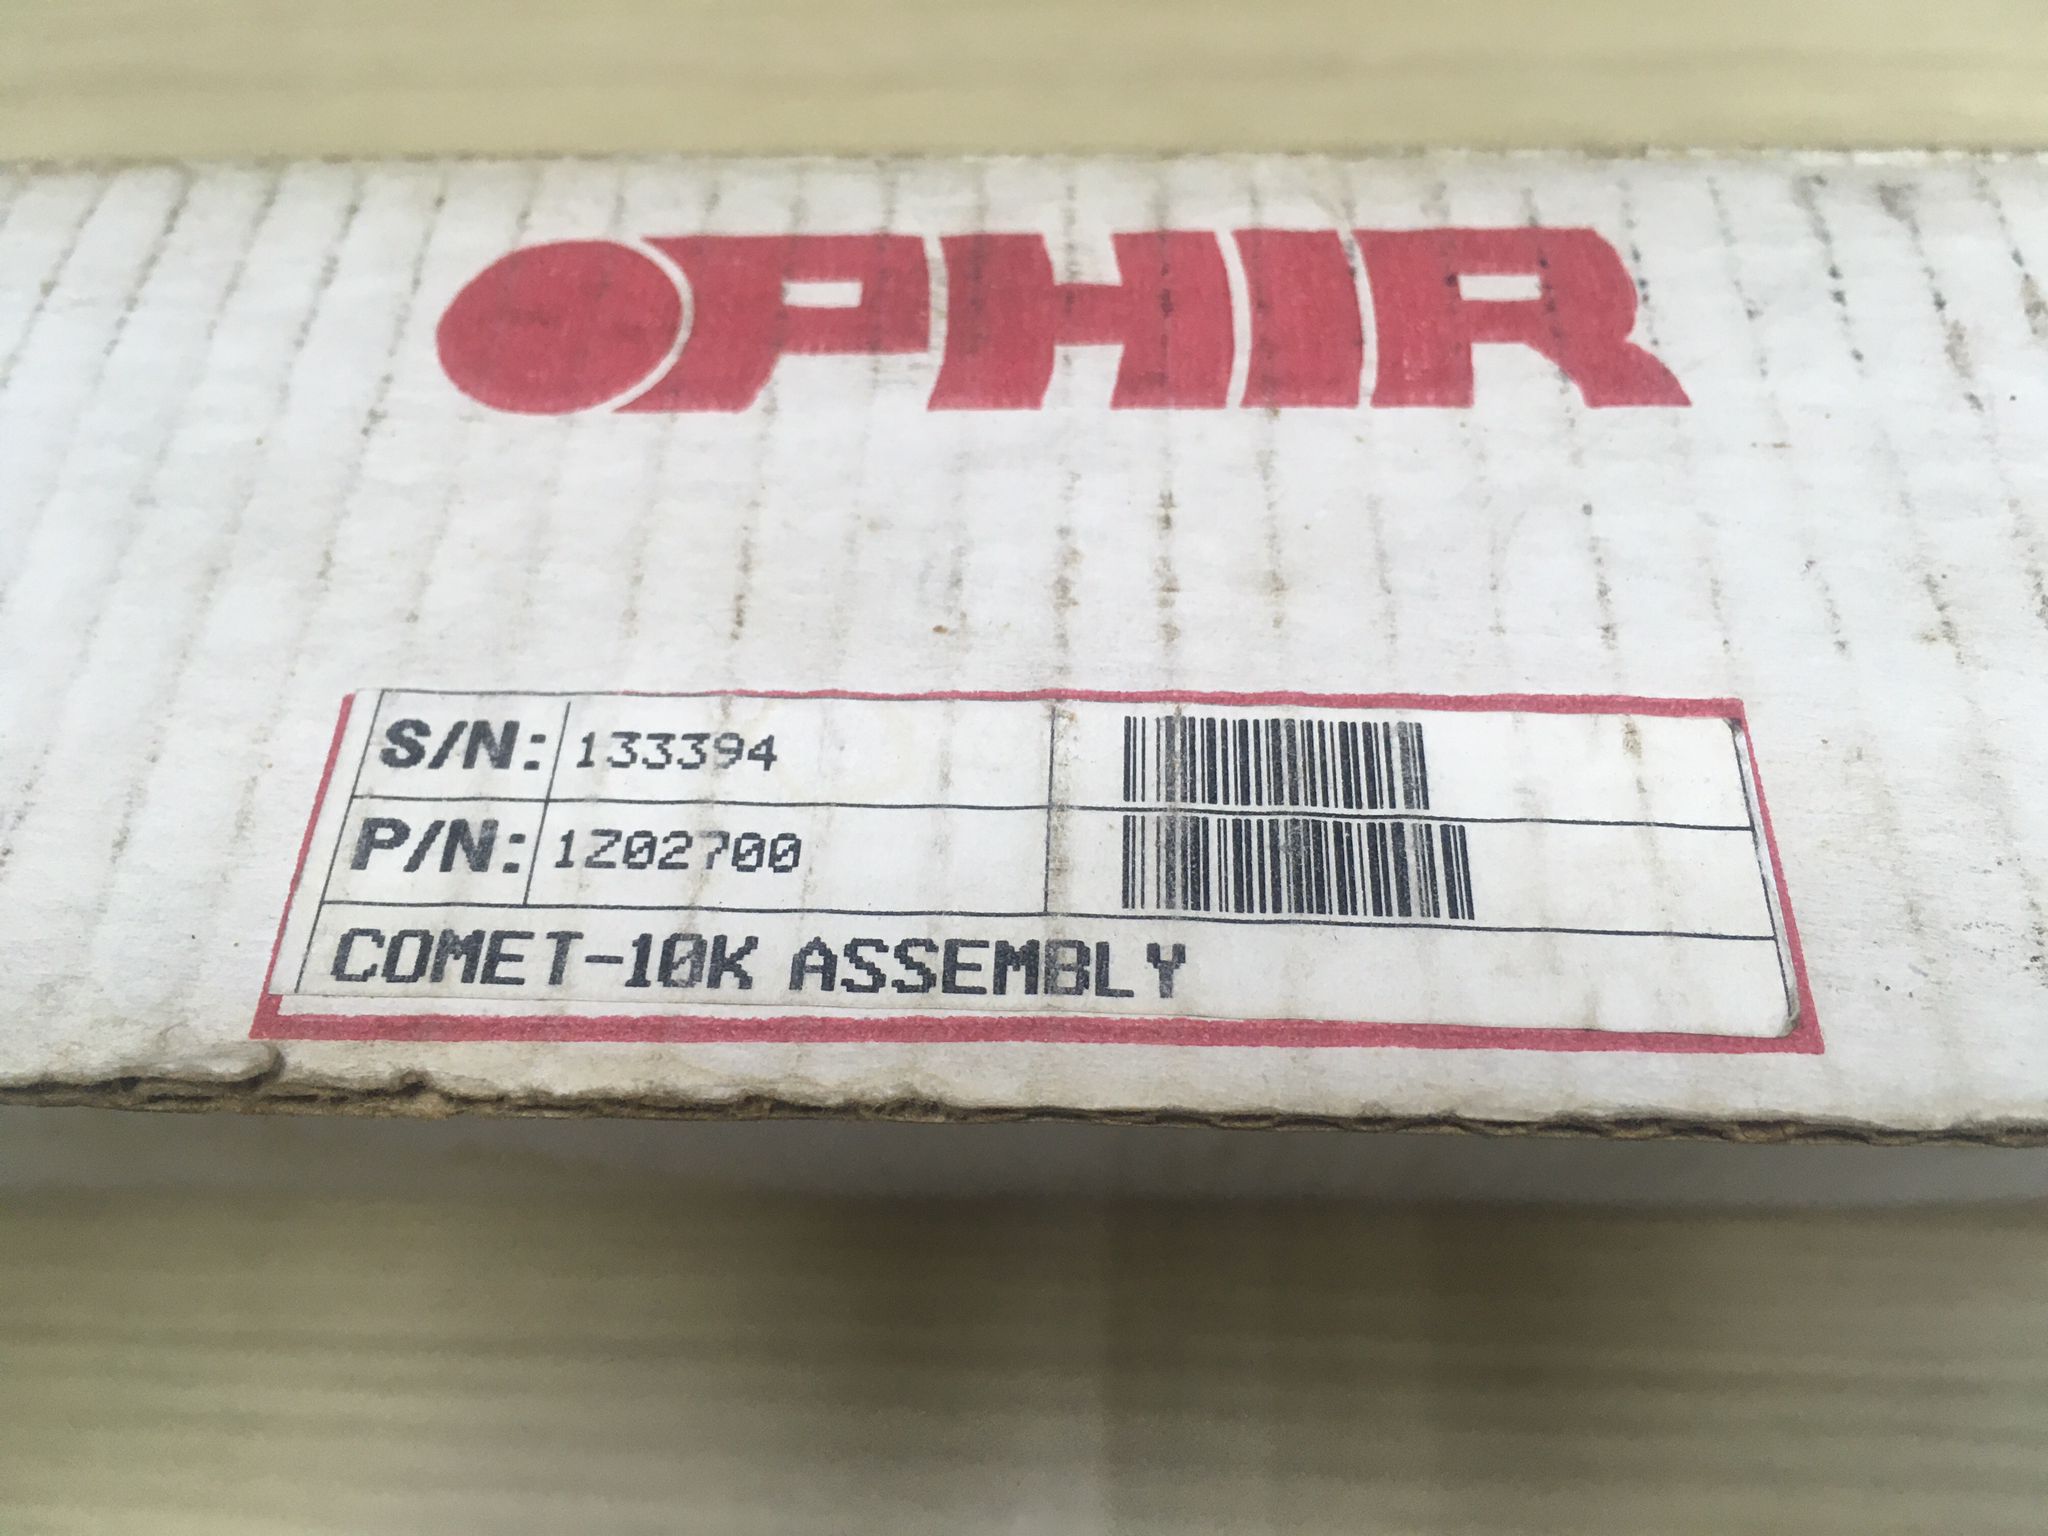 OPHIR
S/N: 133394
P/N: 1Z02700
COMET-10K ASSEMBLY